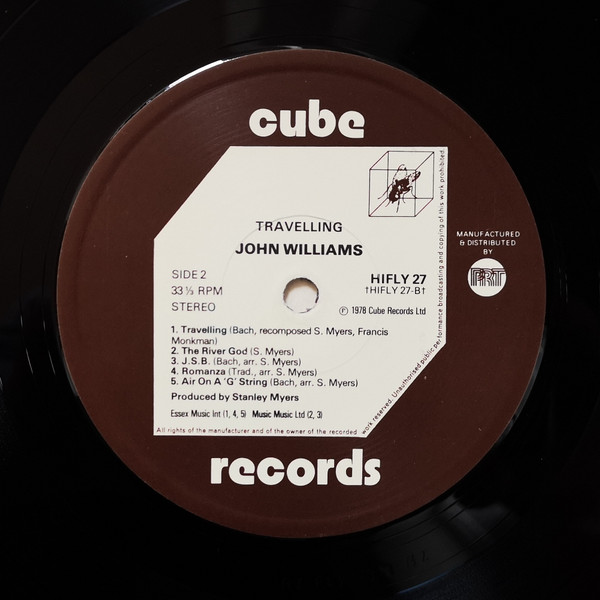 cube
TRAVELLING
JOHN WILLIAMS
SIDE 2
33 ⅓ RPM
STEREO
HIFLY 27
†HIFLY 27-B†
Ⓟ 1978 Cube Records Ltd
1. Travelling (Bach, recomposed S. Myers, Francis
Monkman)
2. The River God (S. Myers)
3. J.S.B. (Bach, arr. S. Myers)
4. Romanza (Trad., arr. S. Myers)
5. Air On A 'G' String (Bach, arr. S. Myers)
Produced by Stanley Myers
Essex Music Int (1, 4, 5) Music Music Ltd (2, 3)
All rights of the manufacturer and of the owner of the recorded work reserved. Unauthorised public performance broadcasting and copying of this work prohibited.
MANUFACTURED
& DISTRIBUTED
BY
PRT
records